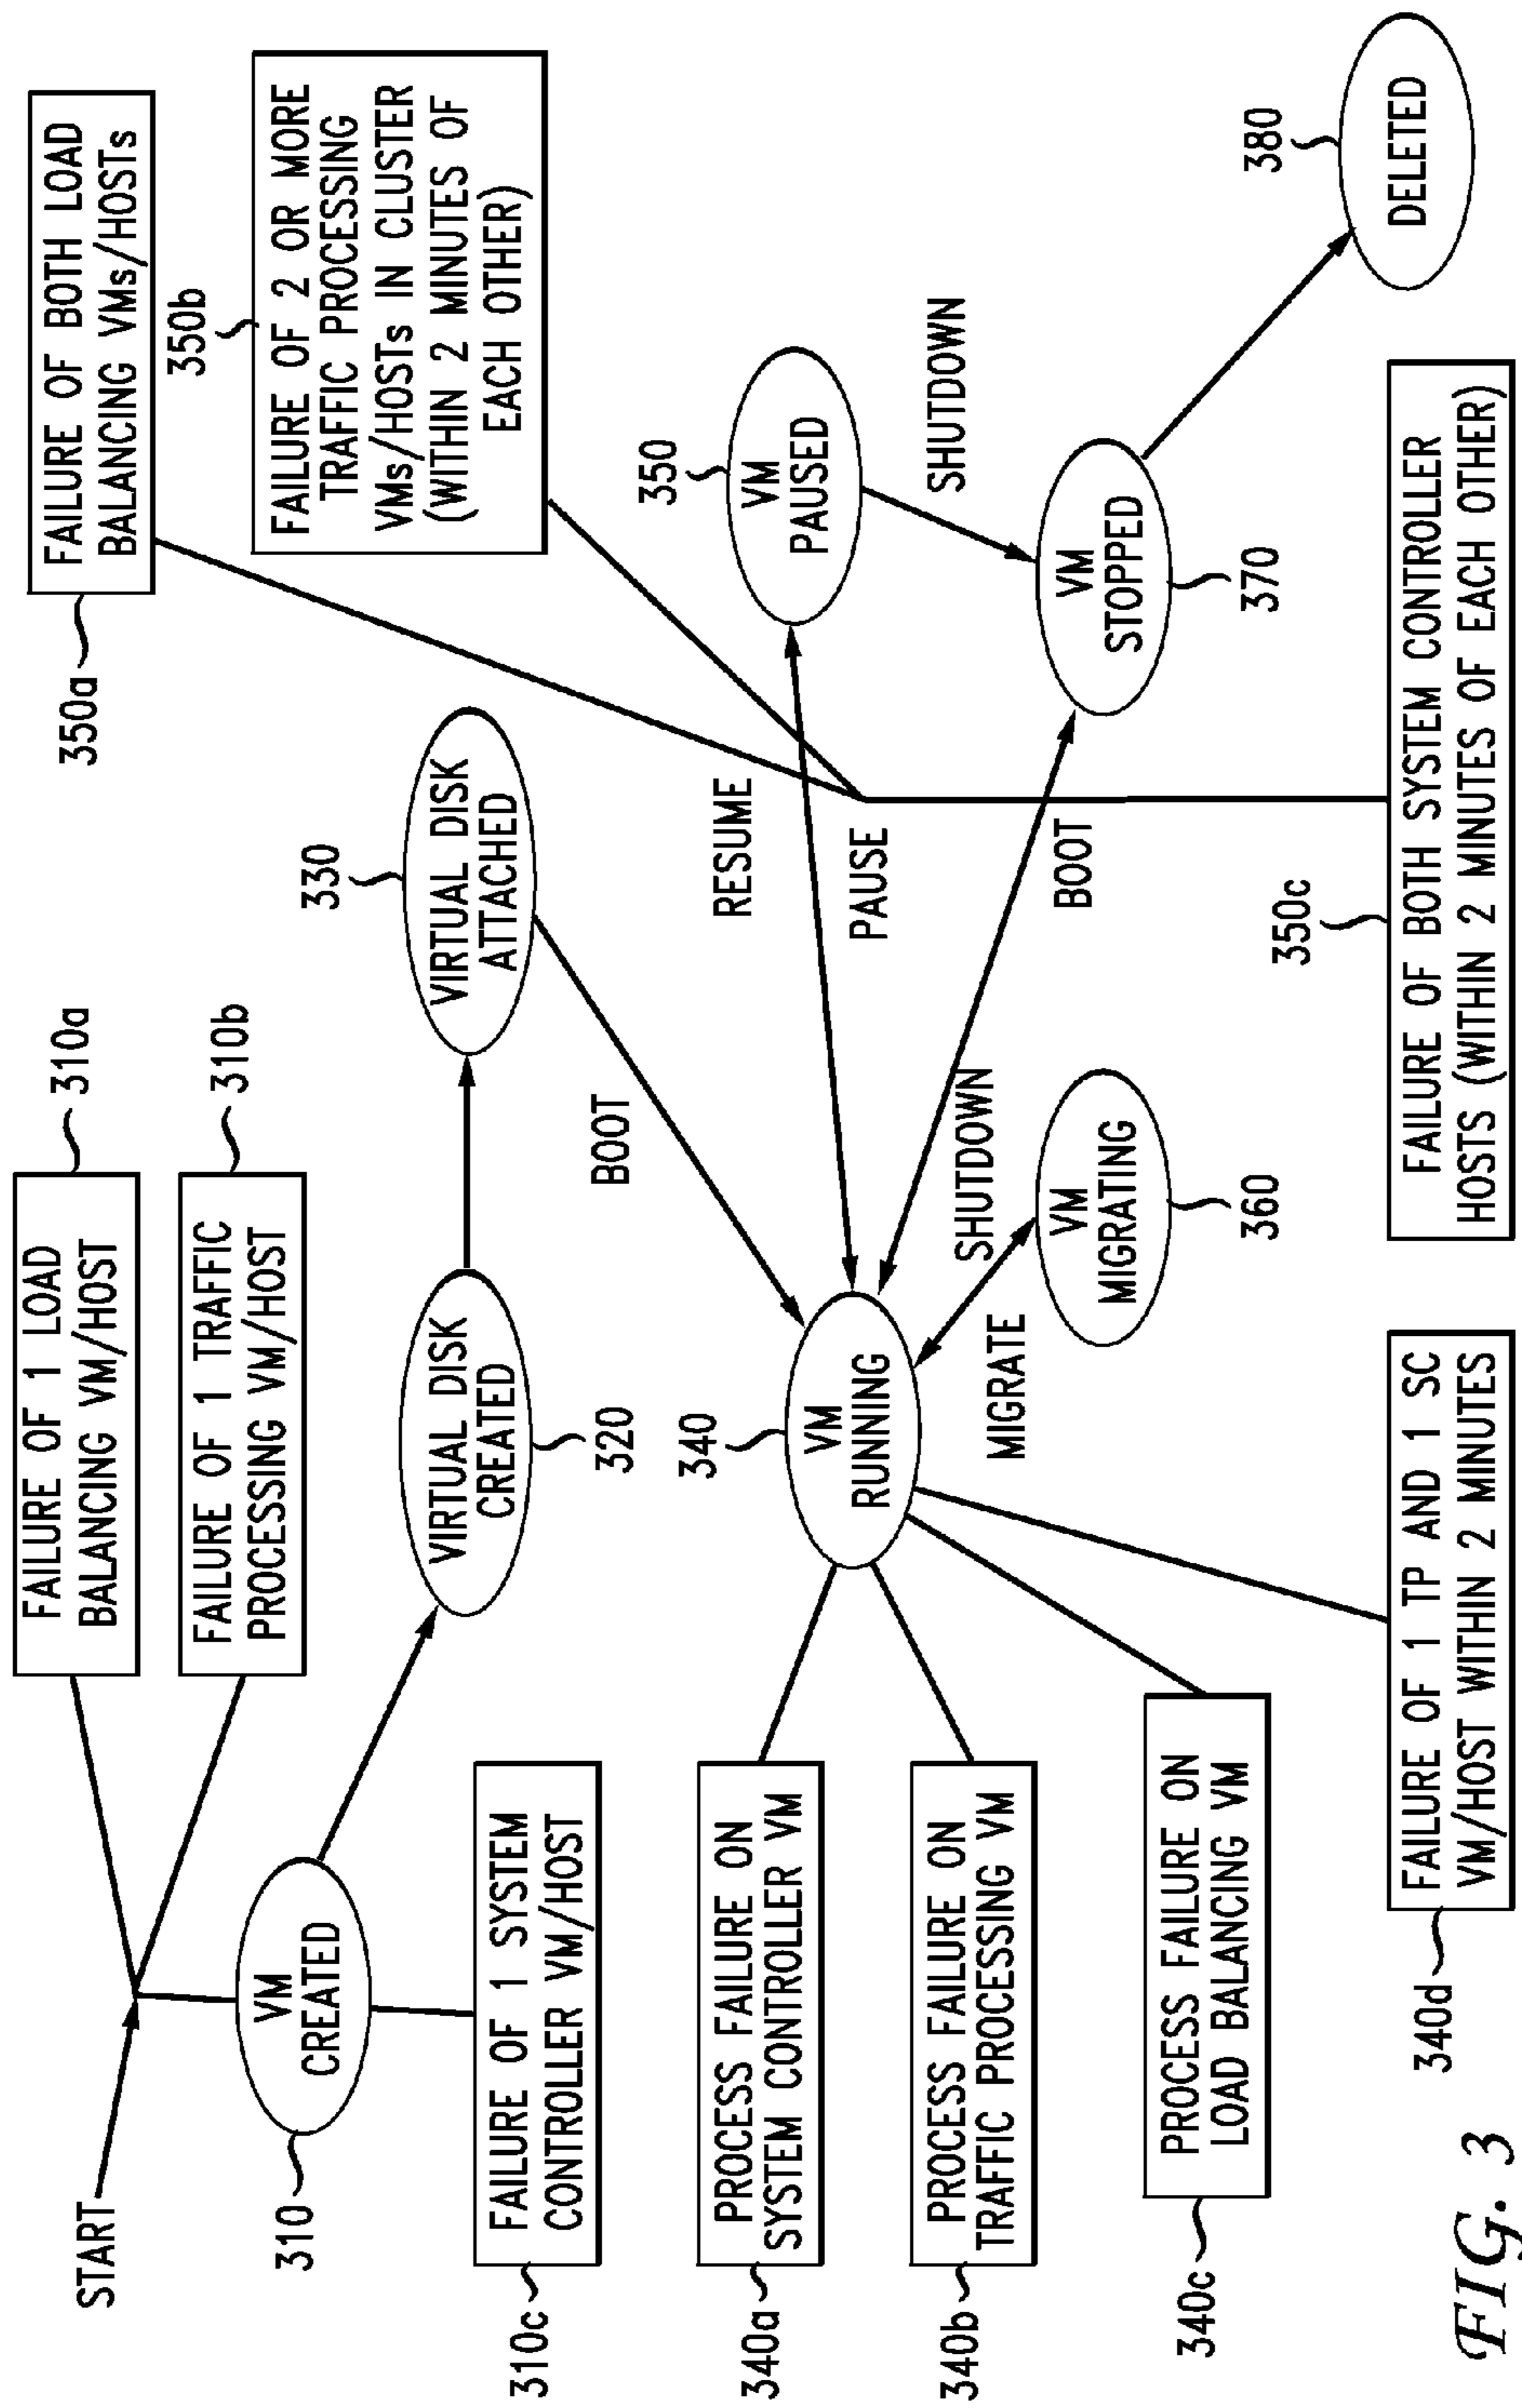 START
310
VM
CREATED
FAILURE OF 1 LOAD
BALANCING VM/HOST
310a
FAILURE OF 1 TRAFFIC
PROCESSING VM/HOST
310b
FAILURE OF 1 SYSTEM
CONTROLLER VM/HOST
310c
VIRTUAL DISK
CREATED
320
VIRTUAL DISK
ATTACHED
330
BOOT
340
VM
RUNNING
PROCESS FAILURE ON
SYSTEM CONTROLLER VM
340a
PROCESS FAILURE ON
TRAFFIC PROCESSING VM
340b
PROCESS FAILURE ON
LOAD BALANCING VM
340c
FAILURE OF 1 TP AND 1 SC
VM/HOST WITHIN 2 MINUTES
340d
MIGRATE
VM
MIGRATING
360
SHUTDOWN
BOOT
RESUME
PAUSE
350a
FAILURE OF BOTH LOAD
BALANCING VMs/HOSTs
350b
FAILURE OF 2 OR MORE
TRAFFIC PROCESSING
VMs/HOSTs IN CLUSTER
(WITHIN 2 MINUTES OF
EACH OTHER)
350
VM
PAUSED
SHUTDOWN
VM
STOPPED
370
380
DELETED
350c
FAILURE OF BOTH SYSTEM CONTROLLER
HOSTS (WITHIN 2 MINUTES OF EACH OTHER)
FIG. 3